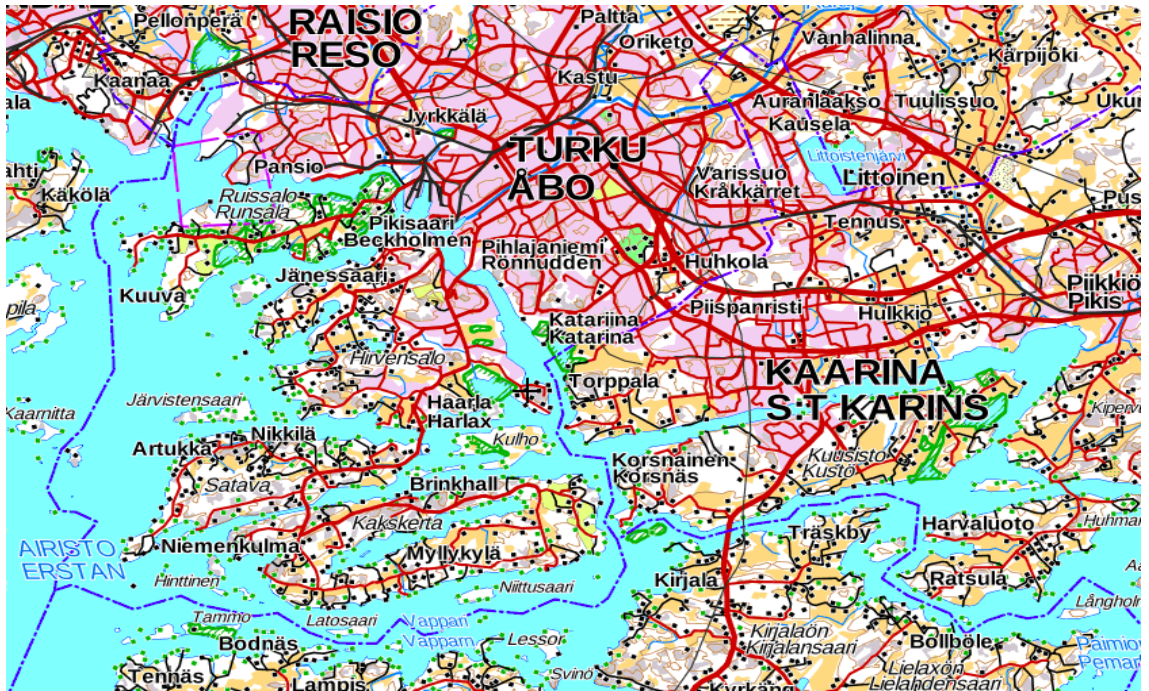 Pellonperä
RAISIO
RESO
Paltta
Oriketo
Vanhalinna
Kärpijoki
Kaanaa
Kastu
Auranlaakso
Tuulissuo
Kausela
Jyrkkälä
TURKU
ÅBO
Littoistenjärvi
Littoinen
Pansio
Varissuo
Kråkkärret
Käkölä
Ruissalo
Runsala
Pikisaari
Beckholmen
Tennus
Pihlajaniemi
Rönnudden
Huhkola
Jänessaari
Kuuva
Piikkiö
Pikis
Piispanristi
Hulkkio
Katariina
Katarina
Hirvensalo
KAARINA
S:T KARINS
Torppala
Järvistensaari
Haarla
Harlax
Kaarnitta
Artukka
Nikkilä
Kulho
Korsnainen
Korsnäs
Kuusisto
Kustö
Satava
Brinkhall
Kakskerta
Träskby
Harvaluoto
AIRISTO
ERSTAN
Niemenkulma
Myllykylä
Hinttinen
Niittusaari
Kirjala
Ratsula
Tammo
Latosaari
Vappari
Vapparn
Bodnäs
Lessor
Kirjalaön
Kirjalansaari
Böllböle
Tennäs
Lampis
Svinö
Kyrkäng
Lielaxön
Lielahdensaari